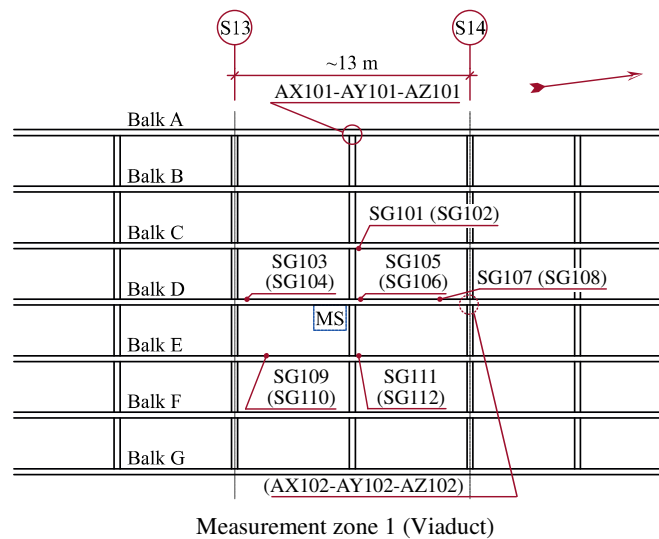 S13
S14
~13 m
AX101-AY101-AZ101
Balk A
Balk B
SG101 (SG102)
Balk C
SG103
(SG104)
SG105
(SG106)
SG107 (SG108)
Balk D
MS
Balk E
SG109
(SG110)
SG111
(SG112)
Balk F
Balk G
(AX102-AY102-AZ102)
Measurement zone 1 (Viaduct)